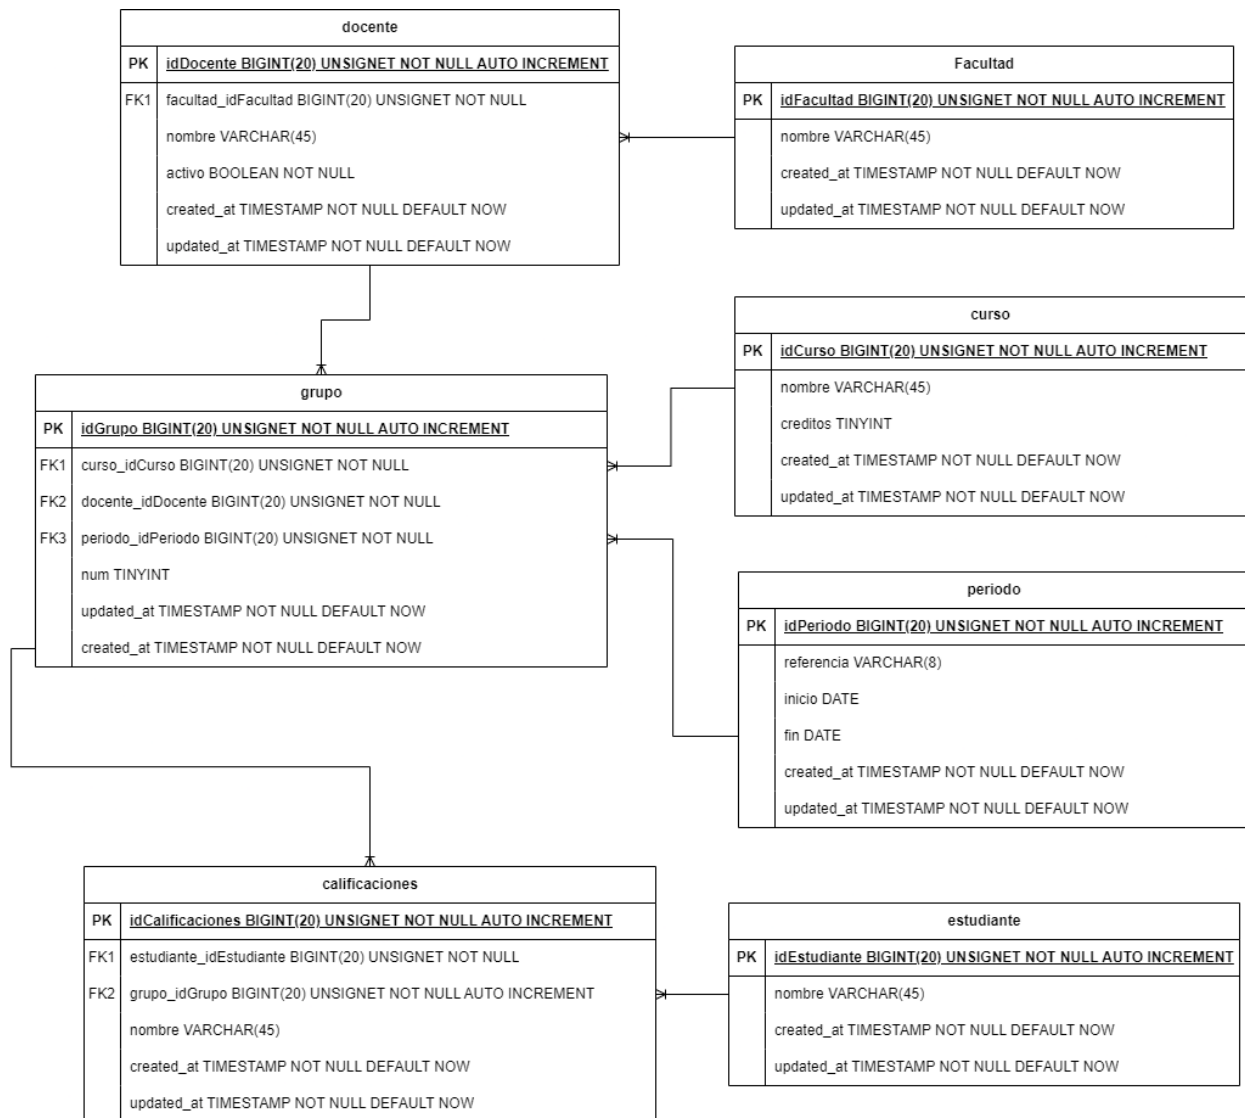 docente
PK idDocente BIGINT(20) UNSIGNET NOT NULL AUTO INCREMENT
FK1 facultad_idFacultad BIGINT(20) UNSIGNET NOT NULL
nombre VARCHAR(45)
activo BOOLEAN NOT NULL
created_at TIMESTAMP NOT NULL DEFAULT NOW
updated_at TIMESTAMP NOT NULL DEFAULT NOW
Facultad
PK idFacultad BIGINT(20) UNSIGNET NOT NULL AUTO INCREMENT
nombre VARCHAR(45)
created_at TIMESTAMP NOT NULL DEFAULT NOW
updated_at TIMESTAMP NOT NULL DEFAULT NOW
curso
PK idCurso BIGINT(20) UNSIGNET NOT NULL AUTO INCREMENT
nombre VARCHAR(45)
creditos TINYINT
created_at TIMESTAMP NOT NULL DEFAULT NOW
updated_at TIMESTAMP NOT NULL DEFAULT NOW
grupo
PK idGrupo BIGINT(20) UNSIGNET NOT NULL AUTO INCREMENT
FK1 curso_idCurso BIGINT(20) UNSIGNET NOT NULL
FK2 docente_idDocente BIGINT(20) UNSIGNET NOT NULL
FK3 periodo_idPeriodo BIGINT(20) UNSIGNET NOT NULL
num TINYINT
updated_at TIMESTAMP NOT NULL DEFAULT NOW
created_at TIMESTAMP NOT NULL DEFAULT NOW
periodo
PK idPeriodo BIGINT(20) UNSIGNET NOT NULL AUTO INCREMENT
referencia VARCHAR(8)
inicio DATE
fin DATE
created_at TIMESTAMP NOT NULL DEFAULT NOW
updated_at TIMESTAMP NOT NULL DEFAULT NOW
calificaciones
PK idCalificaciones BIGINT(20) UNSIGNET NOT NULL AUTO INCREMENT
FK1 estudiante_idEstudiante BIGINT(20) UNSIGNET NOT NULL
FK2 grupo_idGrupo BIGINT(20) UNSIGNET NOT NULL AUTO INCREMENT
nombre VARCHAR(45)
created_at TIMESTAMP NOT NULL DEFAULT NOW
updated_at TIMESTAMP NOT NULL DEFAULT NOW
estudiante
PK idEstudiante BIGINT(20) UNSIGNET NOT NULL AUTO INCREMENT
nombre VARCHAR(45)
created_at TIMESTAMP NOT NULL DEFAULT NOW
updated_at TIMESTAMP NOT NULL DEFAULT NOW